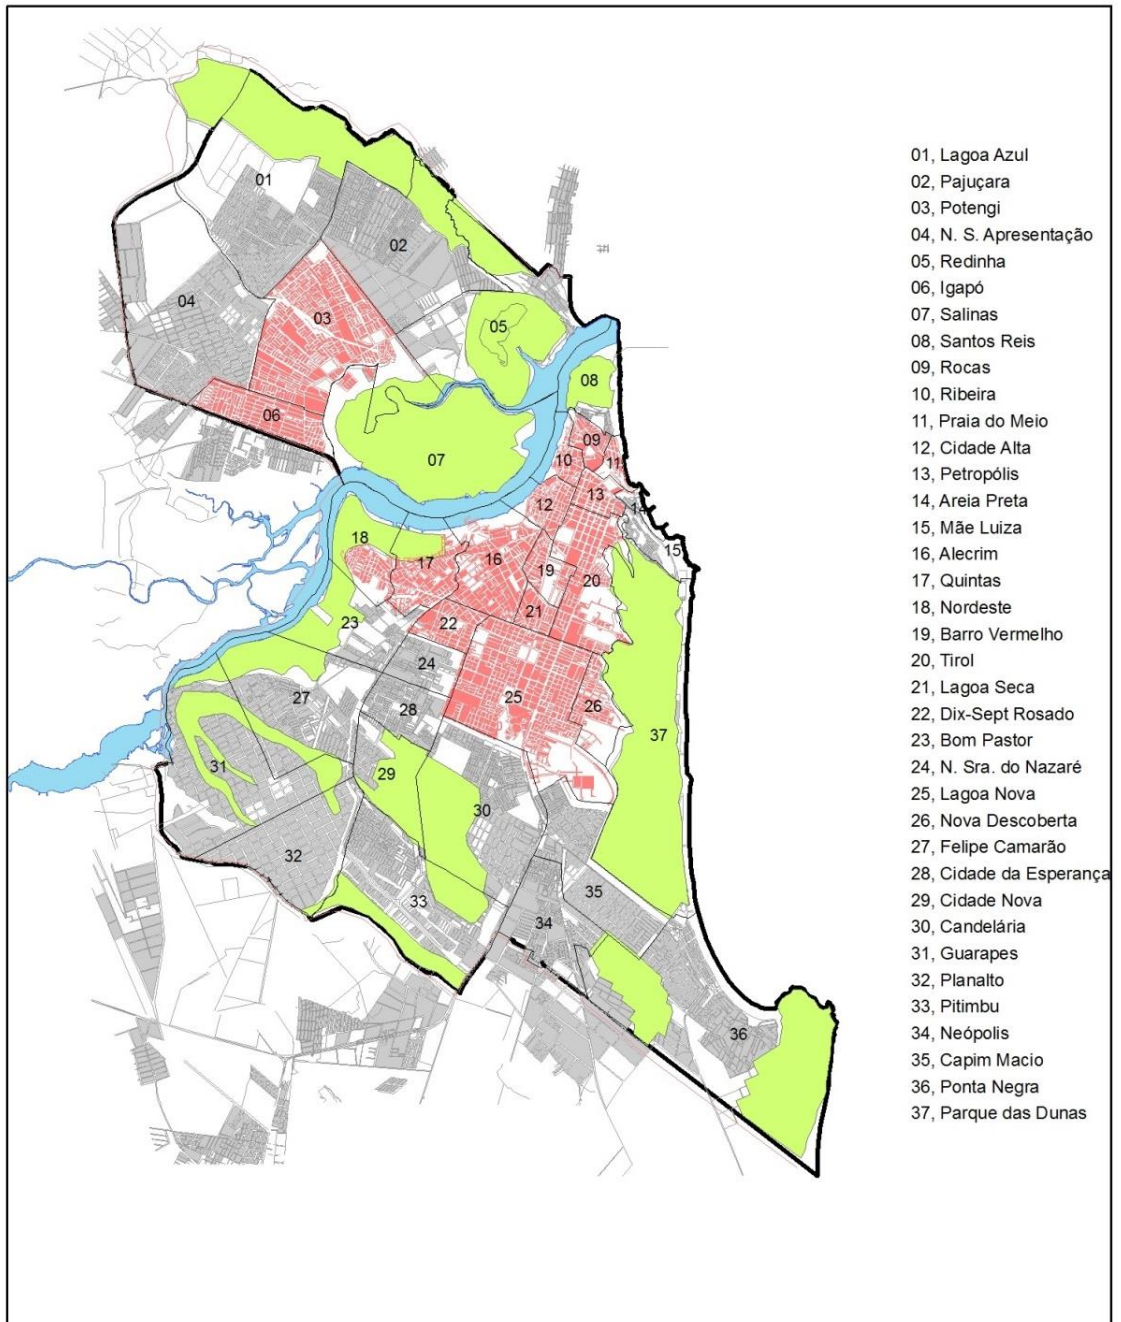 01, Lagoa Azul
02, Pajuçara
03, Potengi
04, N. S. Apresentação
05, Redinha
06, Igapó
07, Salinas
08, Santos Reis
09, Rocas
10, Ribeira
11, Praia do Meio
12, Cidade Alta
13, Petropólis
14, Areia Preta
15, Mãe Luiza
16, Alecrim
17, Quintas
18, Nordeste
19, Barro Vermelho
20, Tirol
21, Lagoa Seca
22, Dix-Sept Rosado
23, Bom Pastor
24, N. Sra. do Nazaré
25, Lagoa Nova
26, Nova Descoberta
27, Felipe Camarão
28, Cidade da Esperança
29, Cidade Nova
30, Candelária
31, Guarapes
32, Planalto
33, Pitimbu
34, Neópolis
35, Capim Macio
36, Ponta Negra
37, Parque das Dunas
01
02
04
03
05
08
06
09
07
10
11
13
12
14
18
17
16
15
19
20
21
23
22
24
27
25
28
26
31
37
29
30
32
35
33
34
36